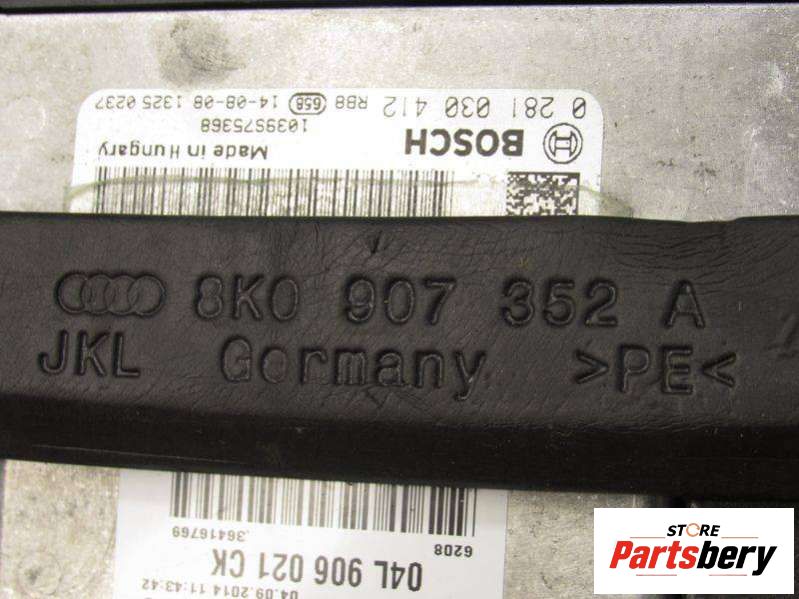 0 281 030 412 RBB 658 14-08-08 1325 0237
1039S75368
BOSCH Made in Hungary
8K0 907 352 A
JKL Germany >PE<
6208 .36416769
04L 906 021 CK
04.09.2014 11:43:42
STORE
Partsbery